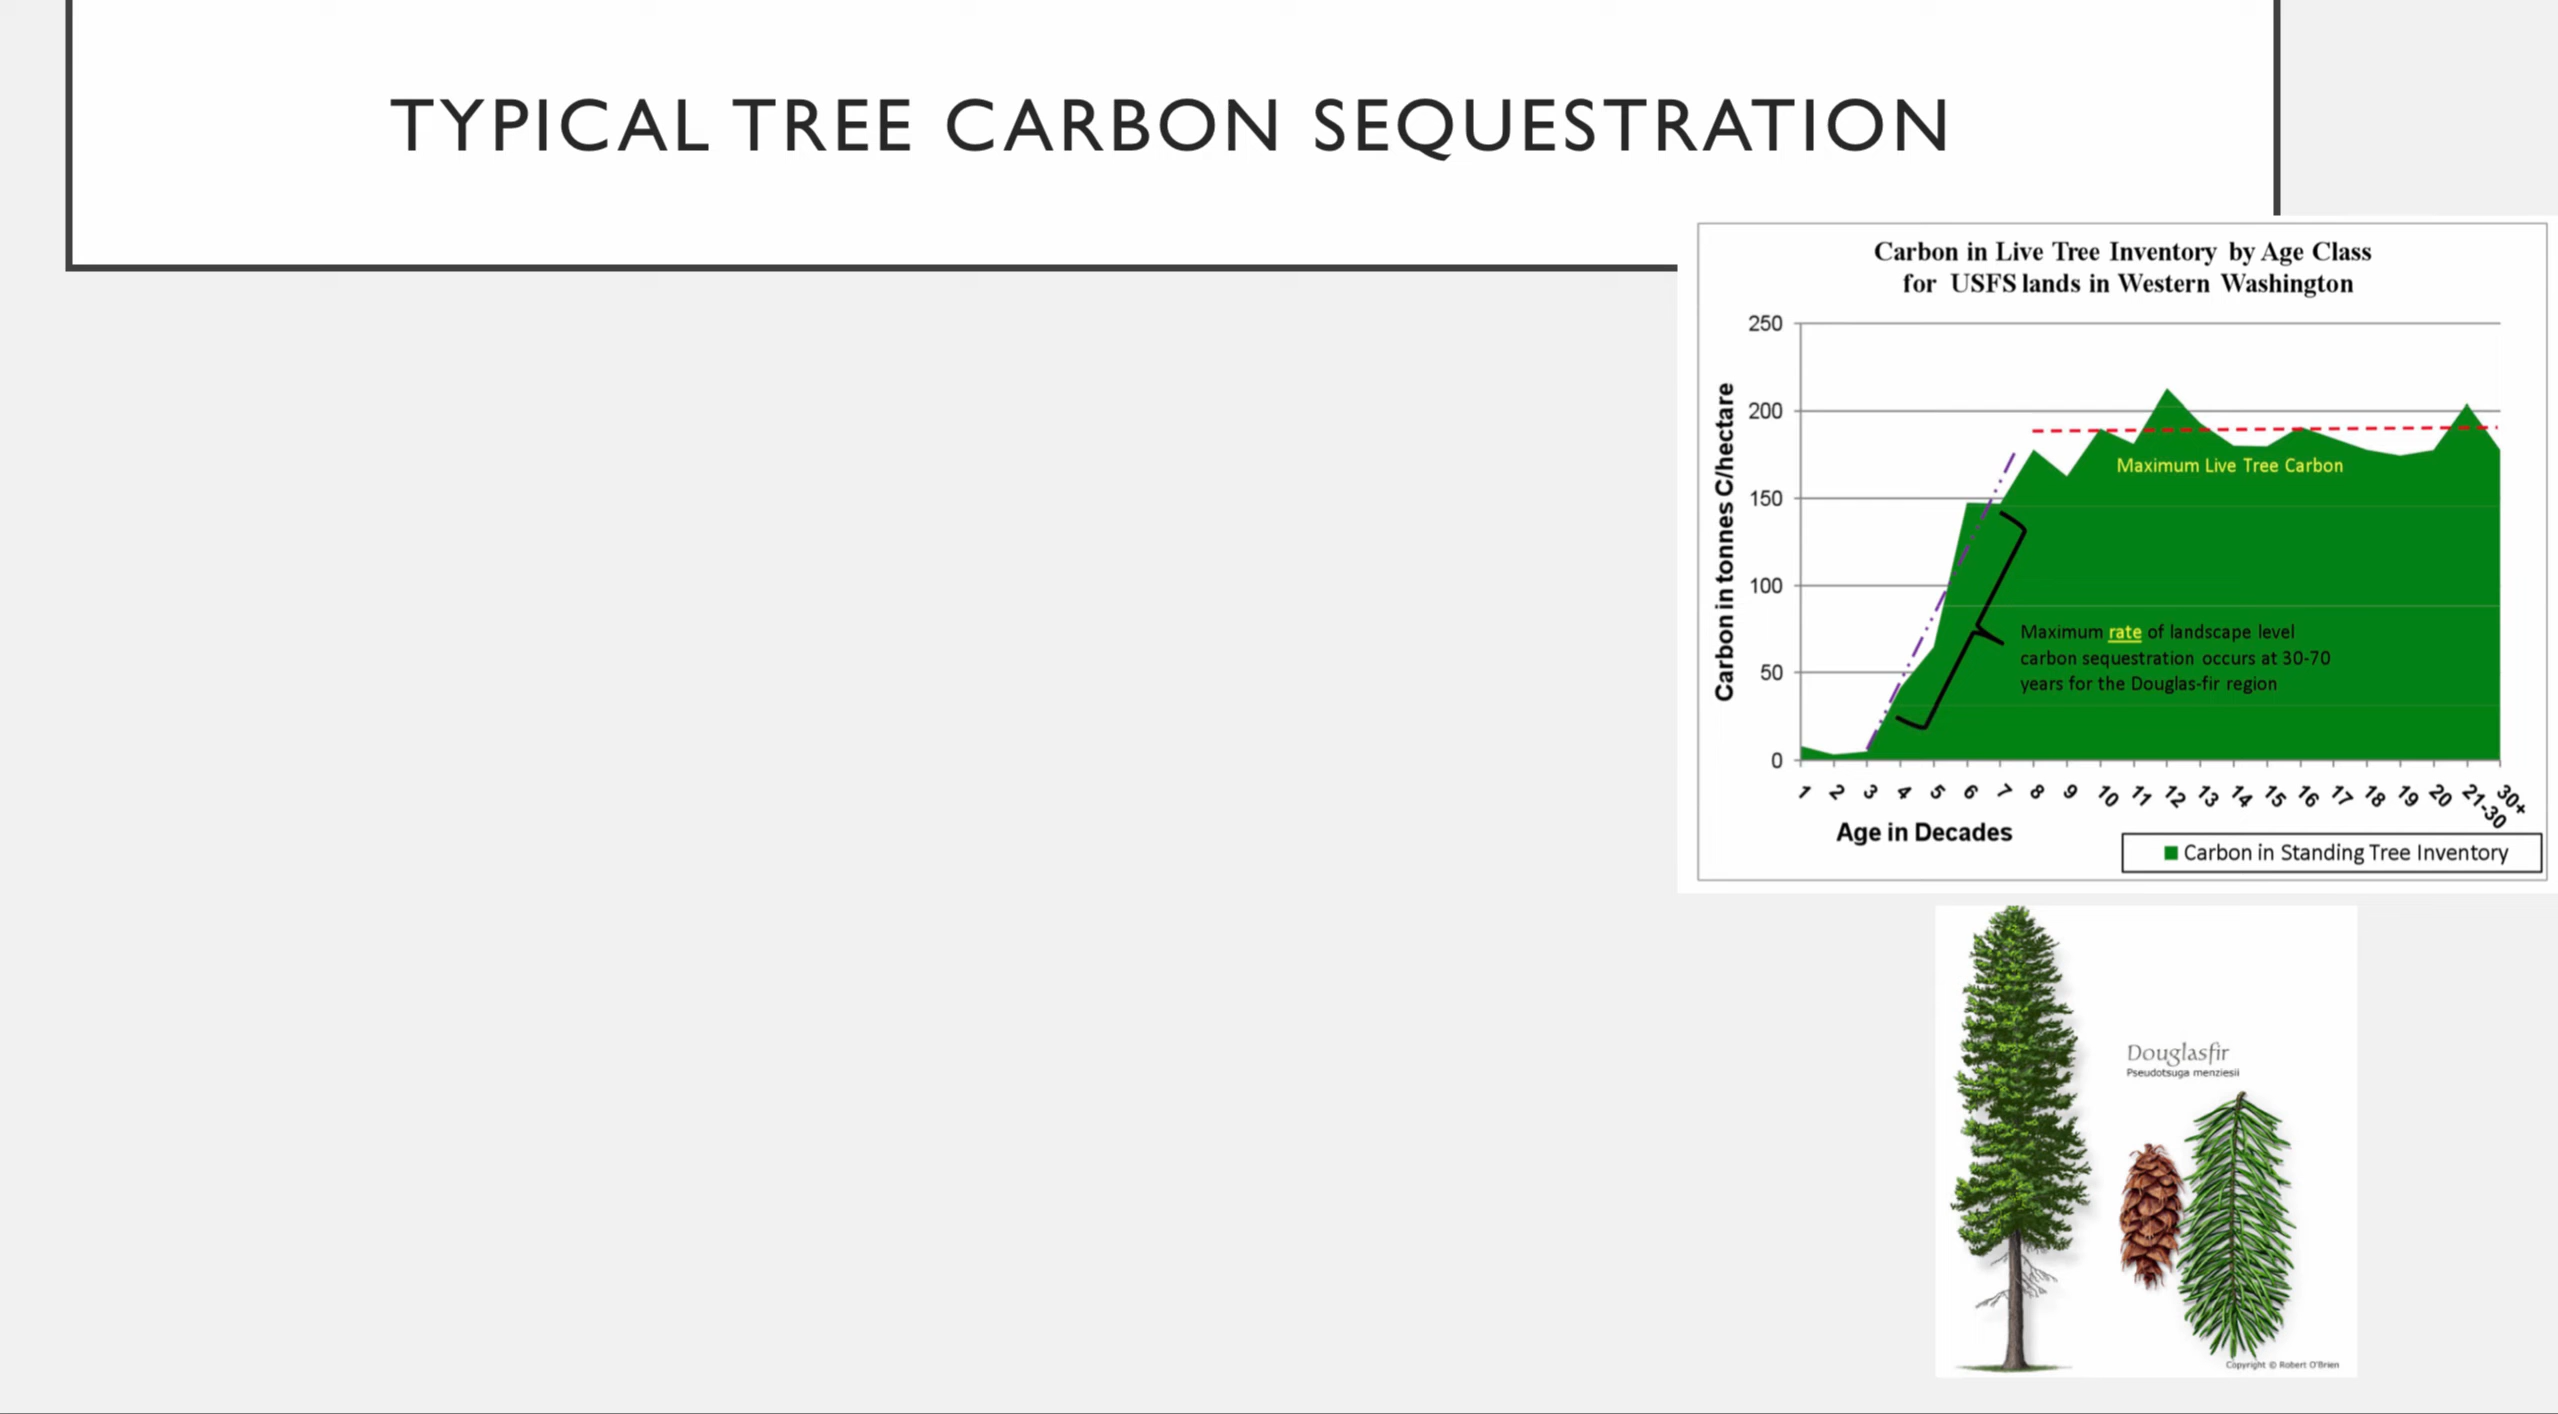 TYPICAL TREE CARBON SEQUESTRATION
Carbon in Live Tree Inventory by Age Class
for USFS lands in Western Washington
Carbon in tonnes C/hectare
250
200
150
100
50
0
Maximum Live Tree Carbon
Maximum rate of landscape level
carbon sequestration occurs at 30-70
years for the Douglas-fir region
1 2 3 4 5 6 7 8 9 10 11 12 13 14 15 16 17 18 19 20 21-30 30+
Age in Decades
Carbon in Standing Tree Inventory
Douglasfir
Pseudotsuga menziesii
Copyright © Robert O'Brien